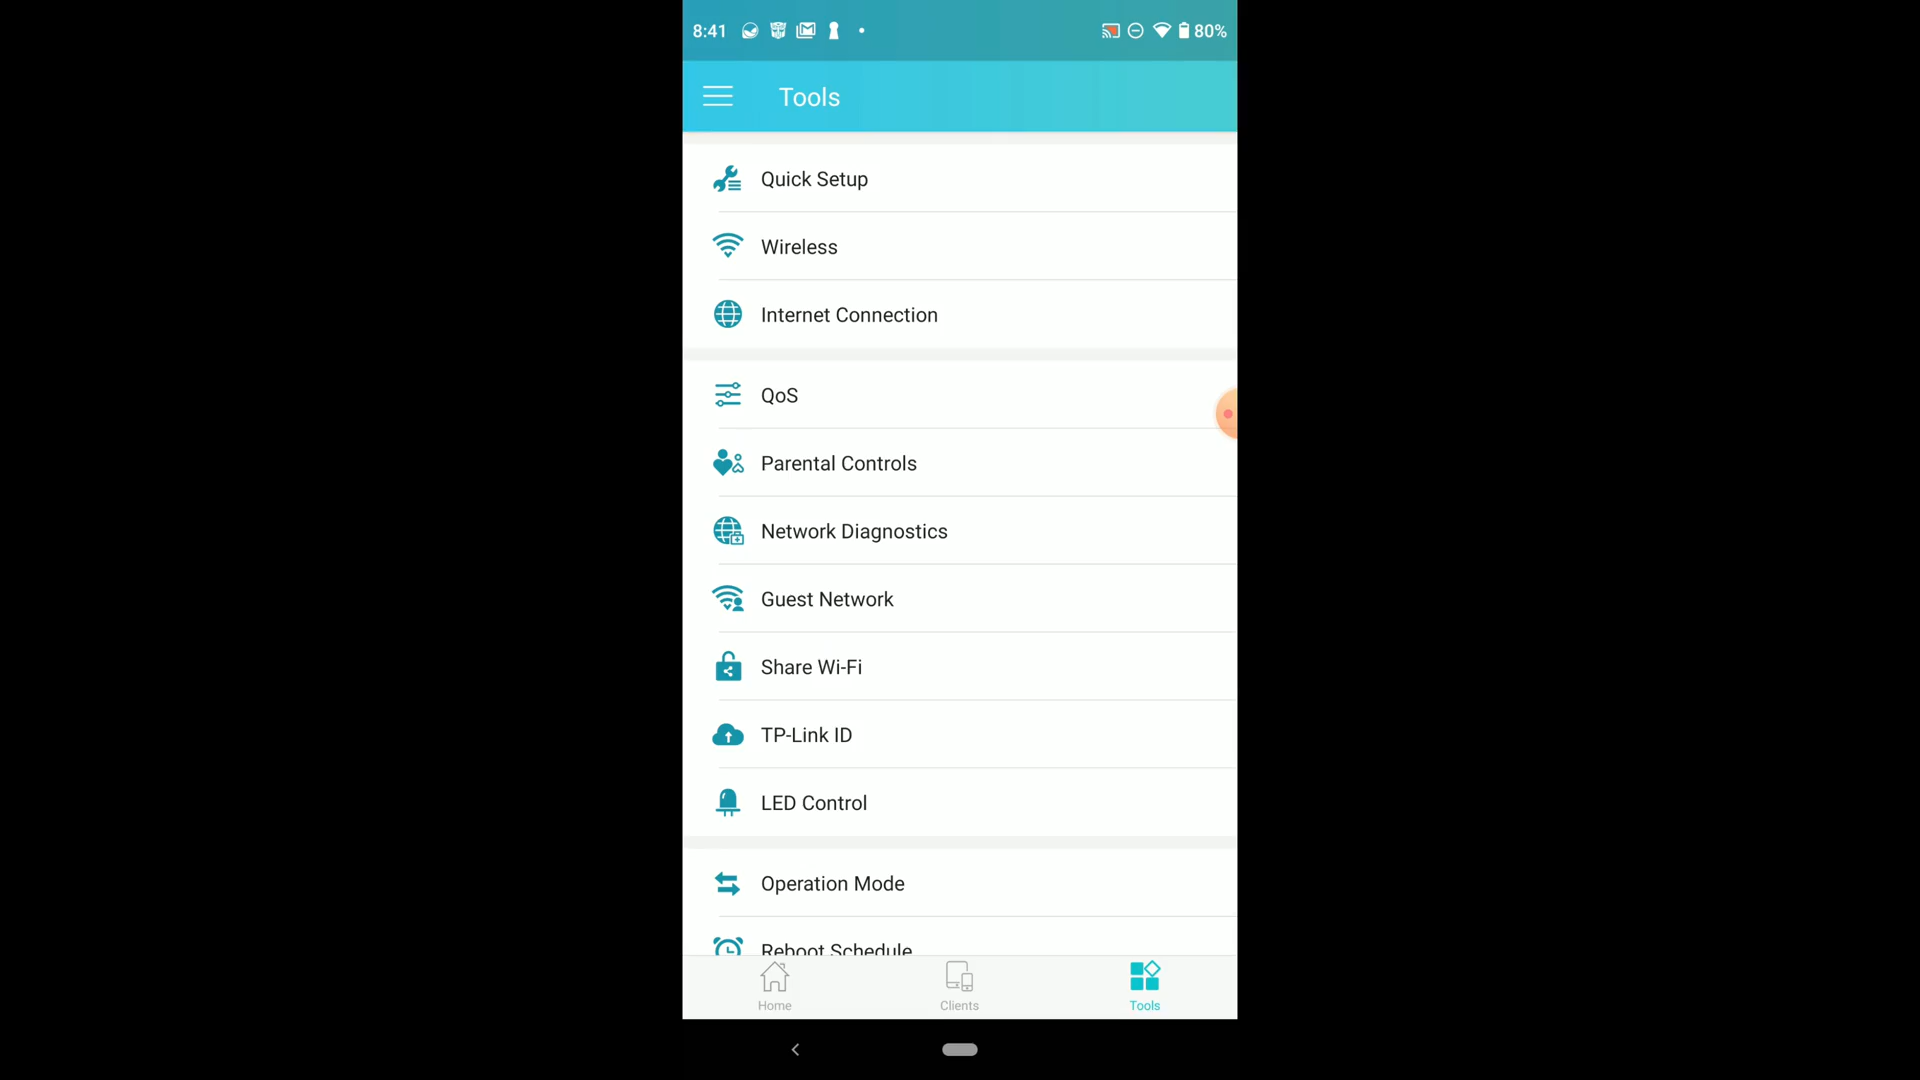 8:41
80%
Tools
Quick Setup
Wireless
Internet Connection
QoS
Parental Controls
Network Diagnostics
Guest Network
Share Wi-Fi
TP-Link ID
LED Control
Operation Mode
Reboot Schedule
Home
Clients
Tools